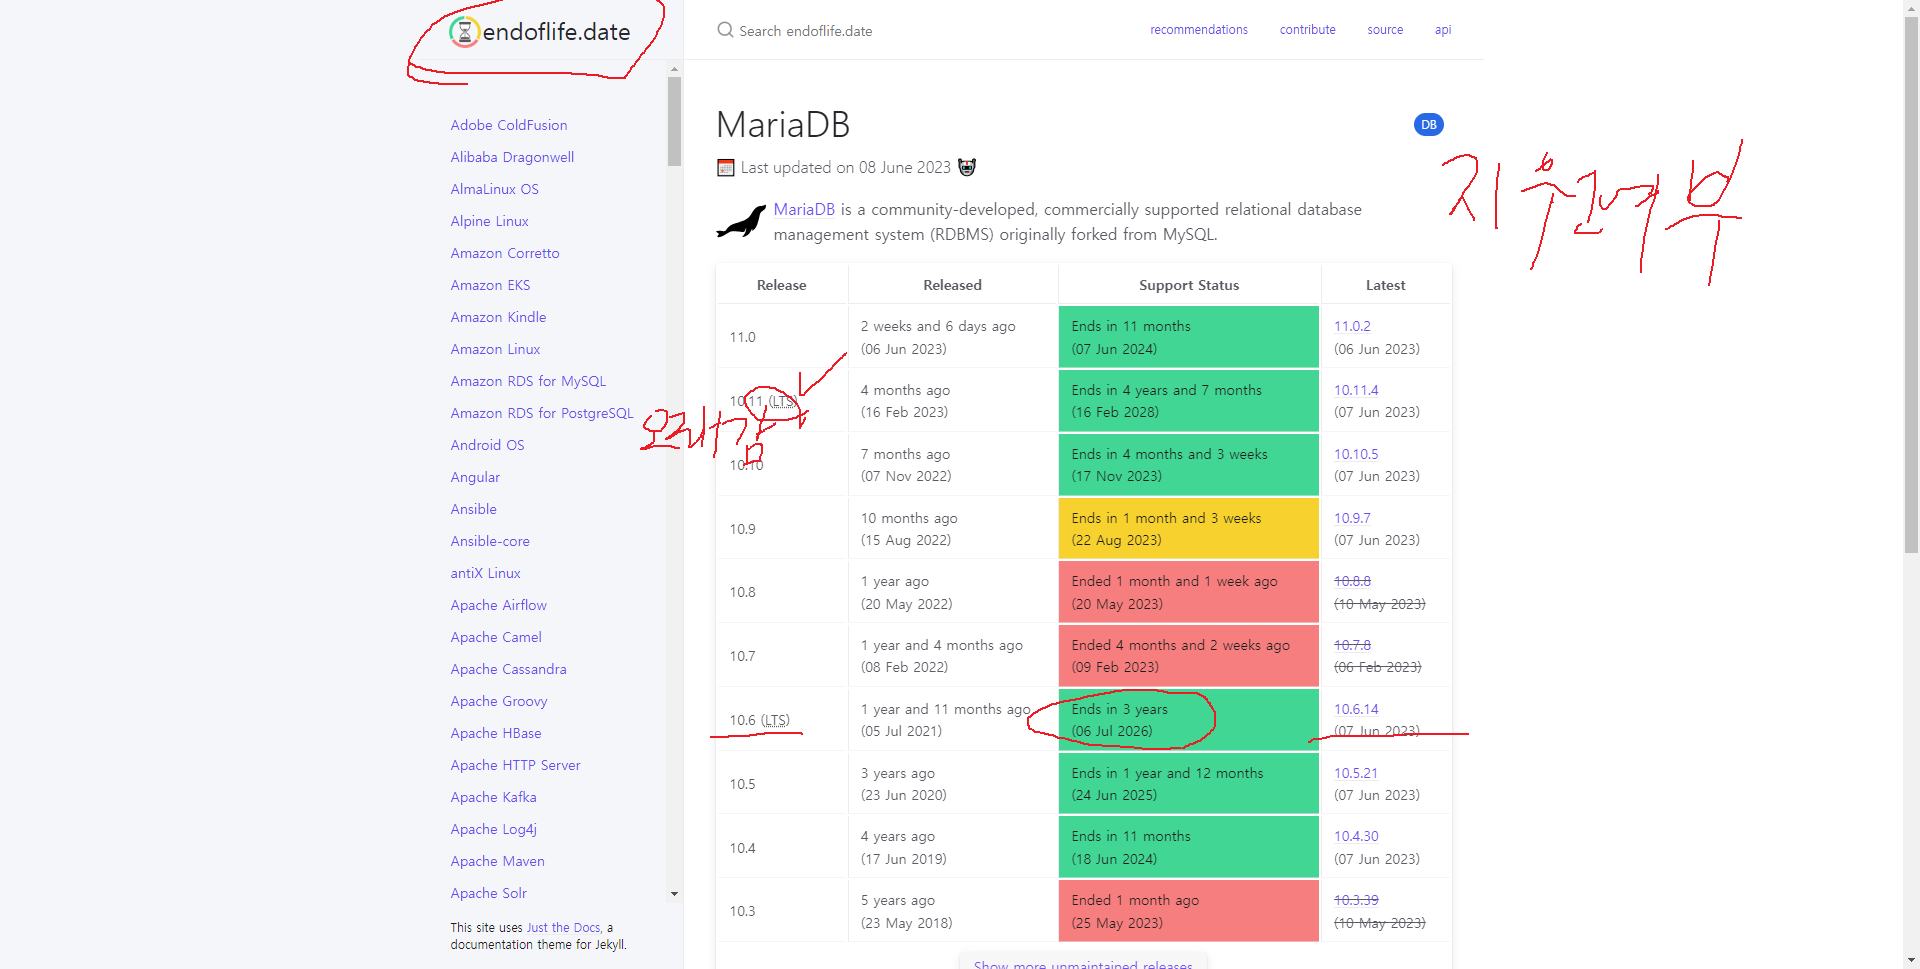 endoflife.date
Search endoflife.date
recommendations
contribute
source
api
Adobe ColdFusion
Alibaba Dragonwell
AlmaLinux OS
Alpine Linux
Amazon Corretto
Amazon EKS
Amazon Kindle
Amazon Linux
Amazon RDS for MySQL
Amazon RDS for PostgreSQL
Android OS
Angular
Ansible
Ansible-core
antiX Linux
Apache Airflow
Apache Camel
Apache Cassandra
Apache Groovy
Apache HBase
Apache HTTP Server
Apache Kafka
Apache Log4j
Apache Maven
Apache Solr
This site uses Just the Docs, a
documentation theme for Jekyll.
MariaDB
DB
Last updated on 08 June 2023
지원여부
MariaDB is a community-developed, commercially supported relational database
management system (RDBMS) originally forked from MySQL.
Release Released Support Status Latest
11.0
2 weeks and 6 days ago
(06 Jun 2023)
Ends in 11 months
(07 Jun 2024)
11.0.2
(06 Jun 2023)
10.11 (LTS)
4 months ago
(16 Feb 2023)
Ends in 4 years and 7 months
(16 Feb 2028)
10.11.4
(07 Jun 2023)
오래감
10.10
7 months ago
(07 Nov 2022)
Ends in 4 months and 3 weeks
(17 Nov 2023)
10.10.5
(07 Jun 2023)
10.9
10 months ago
(15 Aug 2022)
Ends in 1 month and 3 weeks
(22 Aug 2023)
10.9.7
(07 Jun 2023)
10.8
1 year ago
(20 May 2022)
Ended 1 month and 1 week ago
(20 May 2023)
10.8.8
(10 May 2023)
10.7
1 year and 4 months ago
(08 Feb 2022)
Ended 4 months and 2 weeks ago
(09 Feb 2023)
10.7.8
(06 Feb 2023)
10.6 (LTS)
1 year and 11 months ago
(05 Jul 2021)
Ends in 3 years
(06 Jul 2026)
10.6.14
(07 Jun 2023)
10.5
3 years ago
(23 Jun 2020)
Ends in 1 year and 12 months
(24 Jun 2025)
10.5.21
(07 Jun 2023)
10.4
4 years ago
(17 Jun 2019)
Ends in 11 months
(18 Jun 2024)
10.4.30
(07 Jun 2023)
10.3
5 years ago
(23 May 2018)
Ended 1 month ago
(25 May 2023)
10.3.39
(10 May 2023)
Show more unmaintained releases